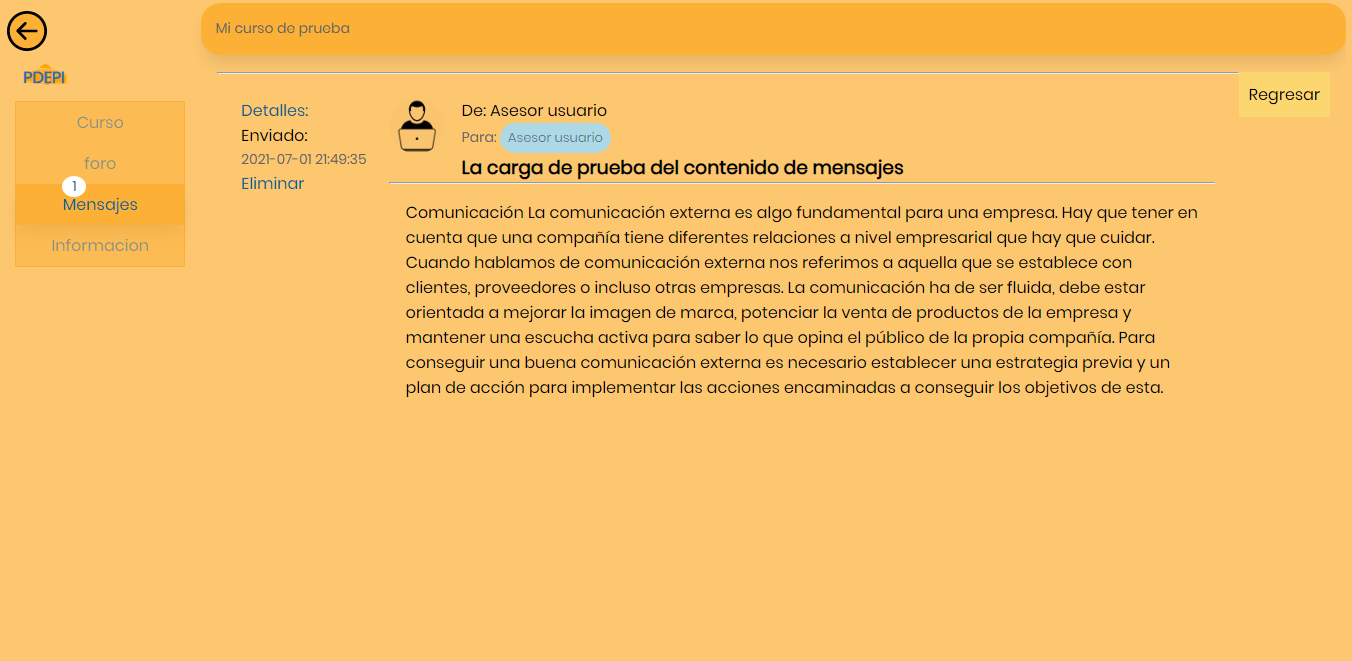 Mi curso de prueba
PDEPI
Curso
foro
1
Mensajes
Informacion
Detalles:
Enviado:
2021-07-01 21:49:35
Eliminar
De: Asesor usuario
Para: Asesor usuario
La carga de prueba del contenido de mensajes
Regresar
Comunicación La comunicación externa es algo fundamental para una empresa. Hay que tener en
cuenta que una compañía tiene diferentes relaciones a nivel empresarial que hay que cuidar.
Cuando hablamos de comunicación externa nos referimos a aquella que se establece con
clientes, proveedores o incluso otras empresas. La comunicación ha de ser fluida, debe estar
orientada a mejorar la imagen de marca, potenciar la venta de productos de la empresa y
mantener una escucha activa para saber lo que opina el público de la propia compañía. Para
conseguir una buena comunicación externa es necesario establecer una estrategia previa y un
plan de acción para implementar las acciones encaminadas a conseguir los objetivos de esta.